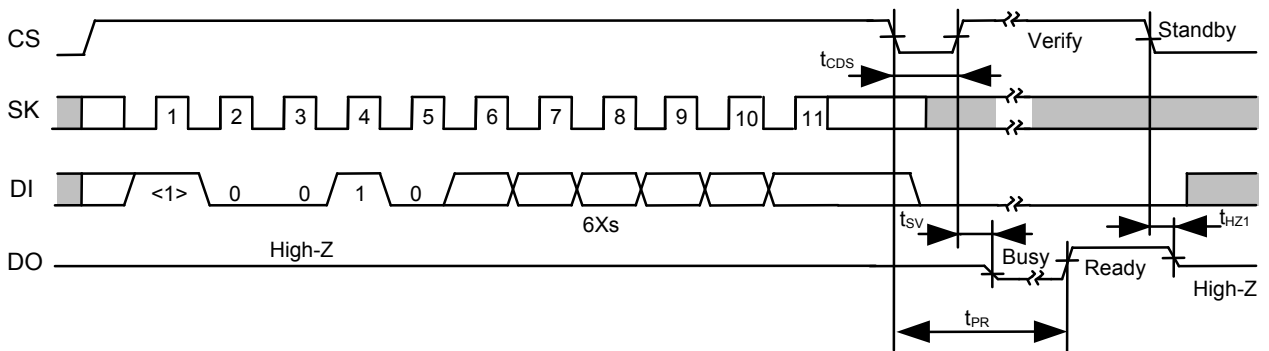 CS
Verify
Standby
tCDS
SK
1 2 3 4 5 6 7 8 9 10 11
DI
<1> 0 0 1 0
6Xs
tSV
tHZ1
DO
High-Z
Busy
Ready
High-Z
tPR